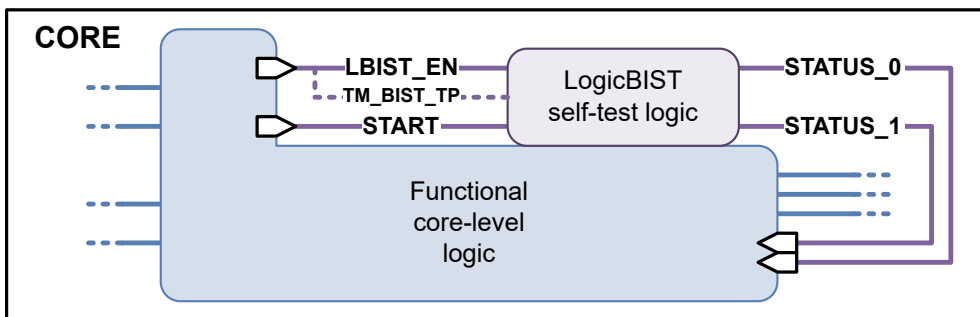 CORE
LBIST_EN
TM_BIST_TP
START
LogicBIST
self-test logic
STATUS_0
STATUS_1
Functional
core-level
logic